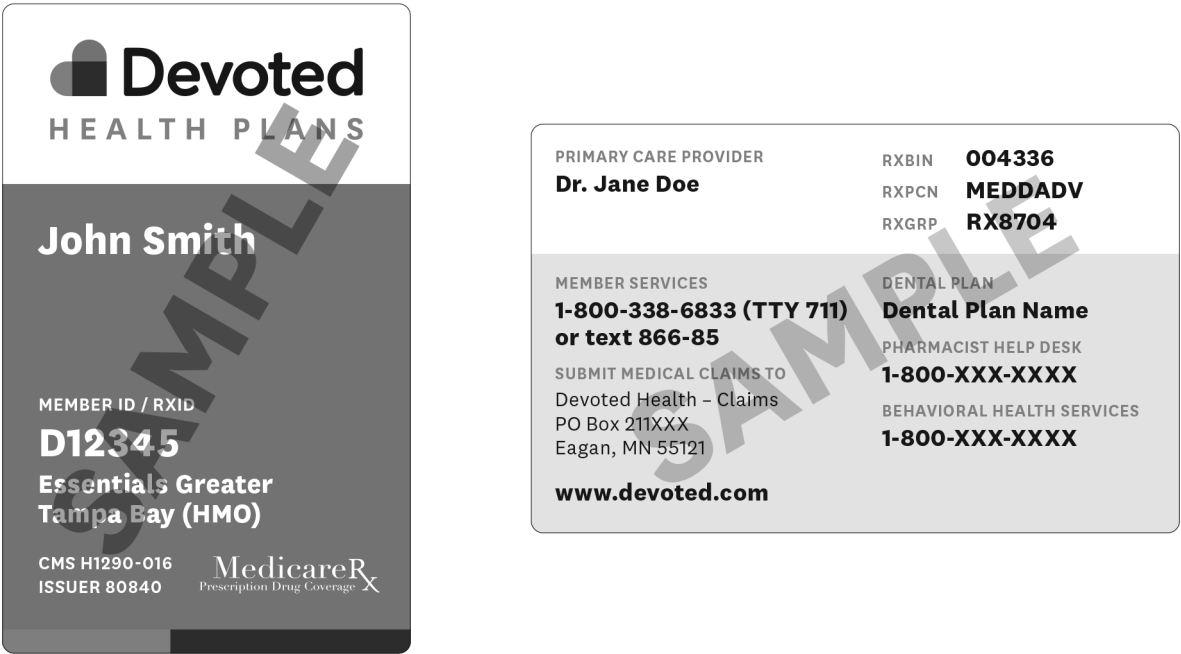 Devoted
HEALTH PLANS
John Smith
MEMBER ID / RXID
D12345
Essentials Greater
Tampa Bay (HMO)
CMS H1290-016
ISSUER 80840
MedicareRx
Prescription Drug Coverage
SAMPLE
PRIMARY CARE PROVIDER
Dr. Jane Doe
RXBIN 004336
RXPCN MEDDADV
RXGRP RX8704
MEMBER SERVICES
1-800-338-6833 (TTY 711)
or text 866-85
SUBMIT MEDICAL CLAIMS TO
Devoted Health – Claims
PO Box 211XXX
Eagan, MN 55121
www.devoted.com
DENTAL PLAN
Dental Plan Name
PHARMACIST HELP DESK
1-800-XXX-XXXX
BEHAVIORAL HEALTH SERVICES
1-800-XXX-XXXX
SAMPLE